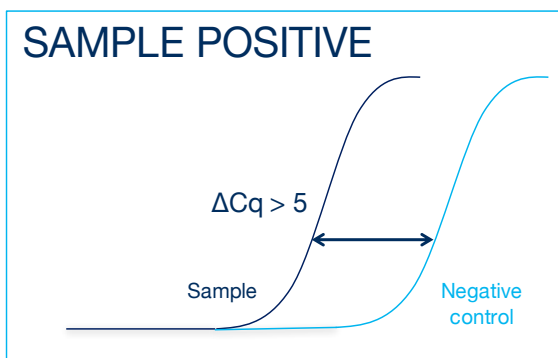 SAMPLE POSITIVE
ΔCq > 5
Sample
Negative
control